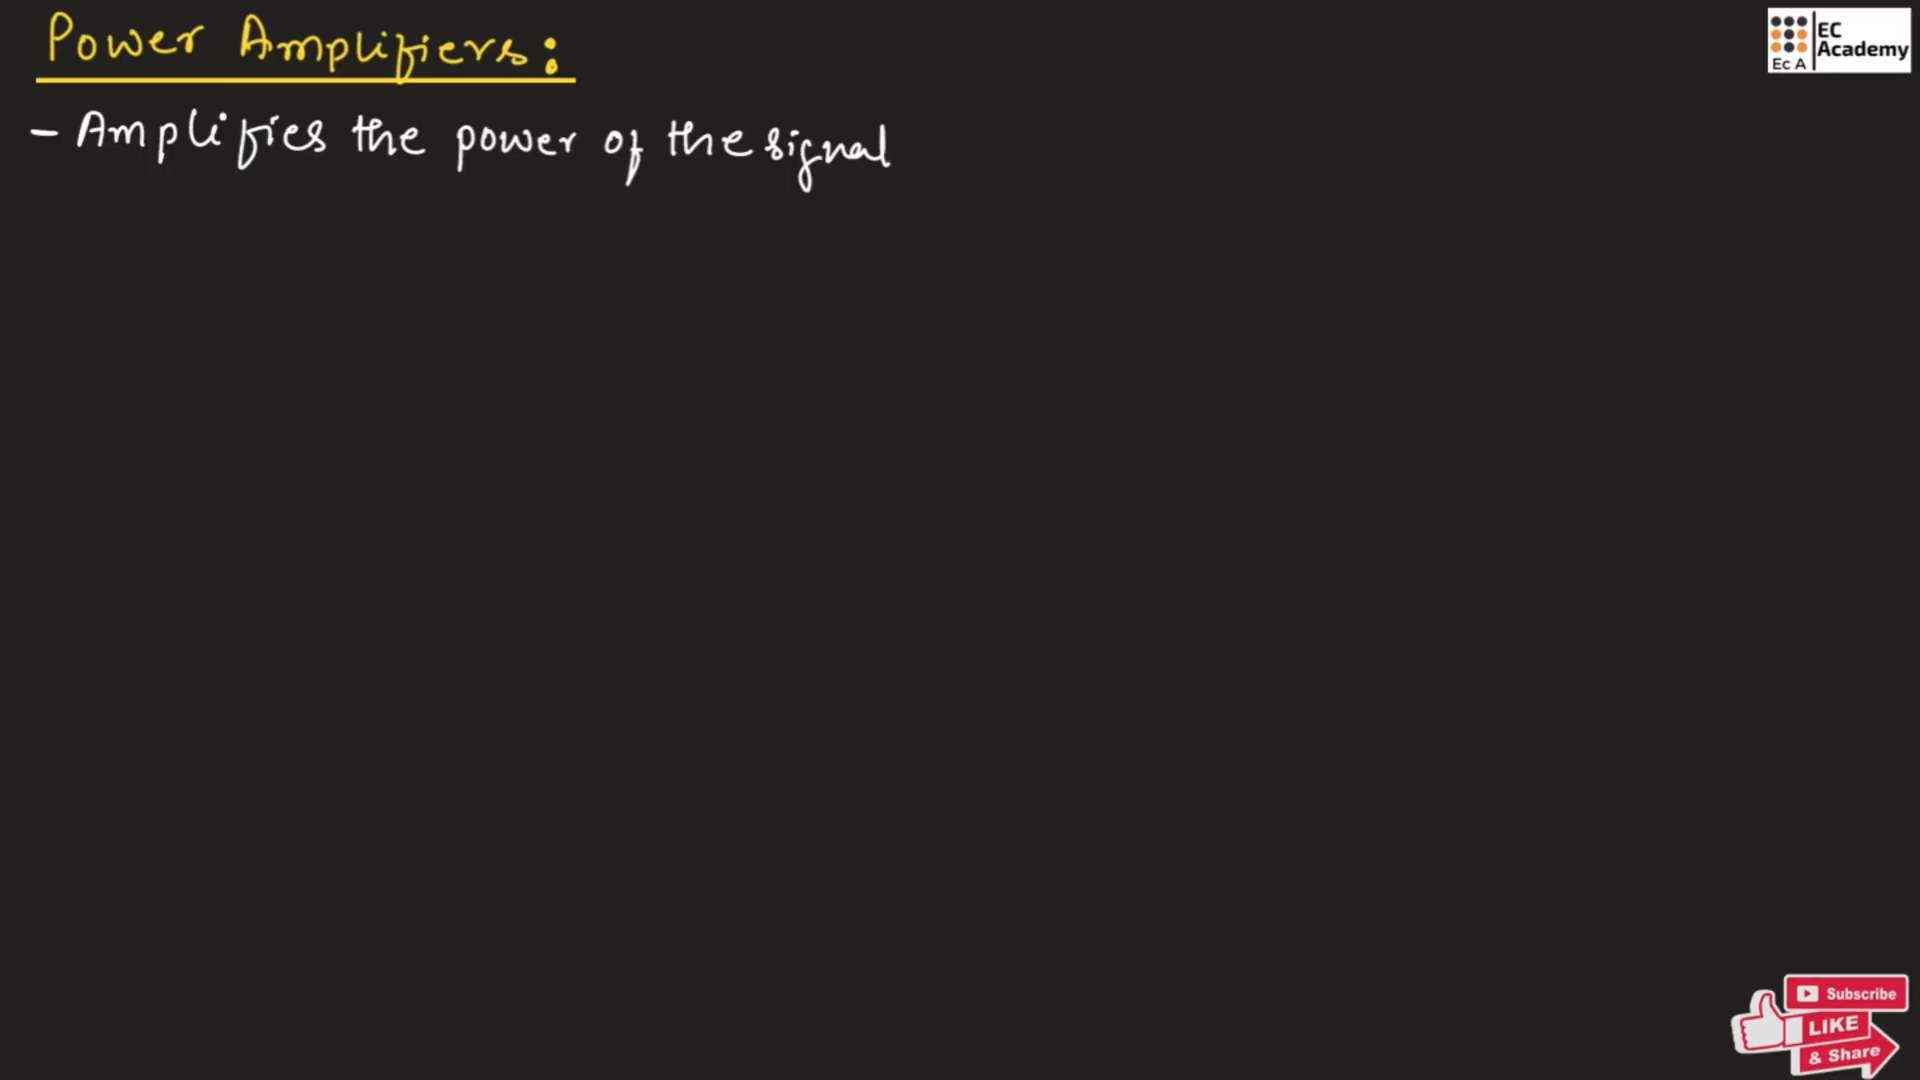 Power Amplifiers:
- Amplifies the power of the signal
EC
Academy
Ec A
Subscribe
LIKE
& Share